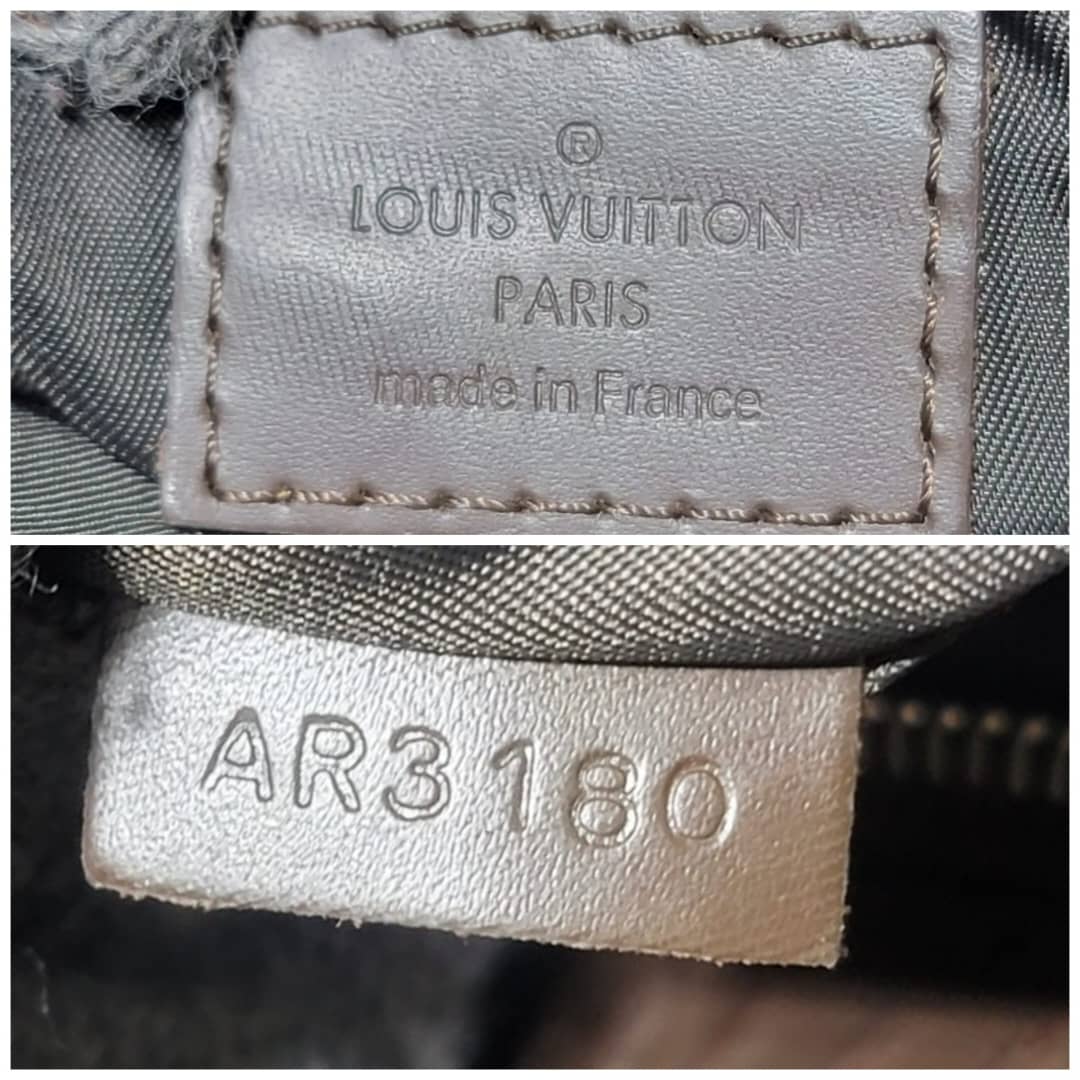 ®
LOUIS VUITTON
PARIS
made in France
AR3180